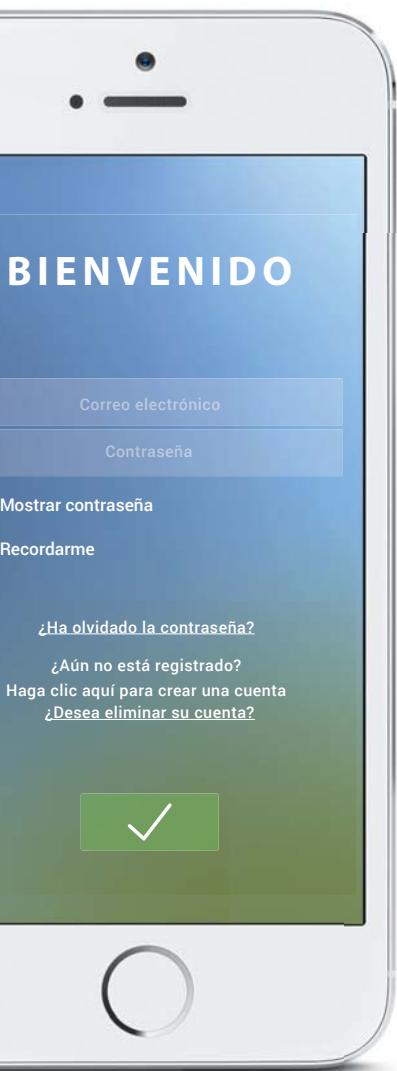 BIENVENIDO
Correo electrónico
Contraseña
Mostrar contraseña
Recordarme
¿Ha olvidado la contraseña?
¿Aún no está registrado?
Haga clic aquí para crear una cuenta
¿Desea eliminar su cuenta?